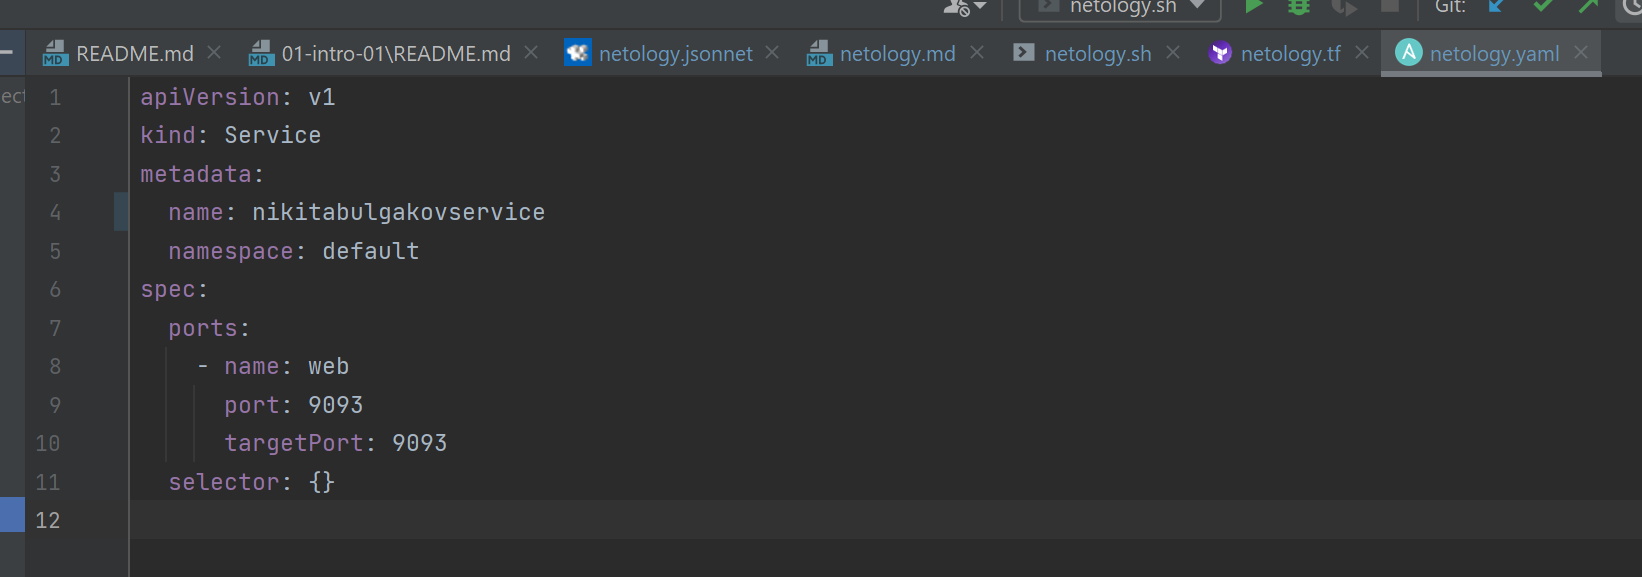 netology.sh Git:
README.md 01-intro-01\README.md netology.jsonnet netology.md netology.sh netology.tf netology.yaml
ect
1 apiVersion: v1
2 kind: Service
3 metadata:
4   name: nikitabulgakovservice
5   namespace: default
6 spec:
7   ports:
8     - name: web
9       port: 9093
10       targetPort: 9093
11   selector: {}
12